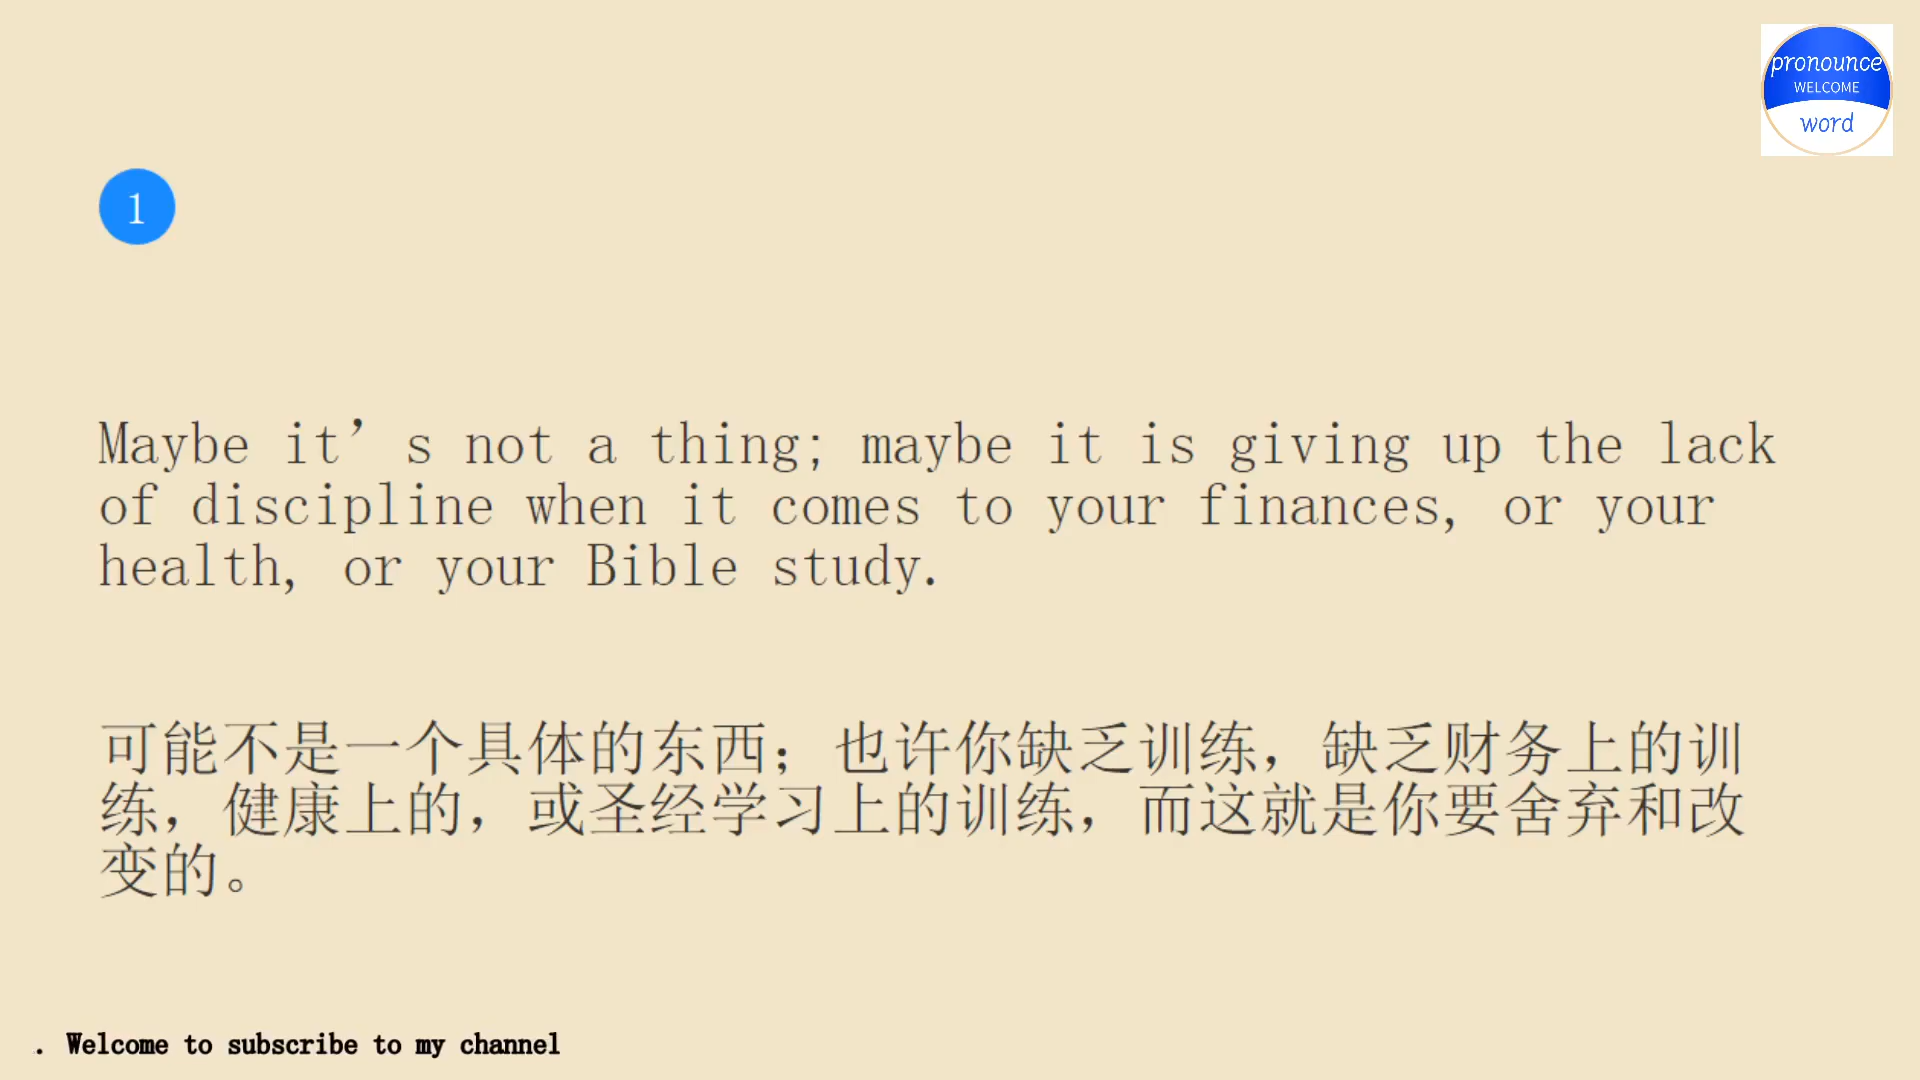 pronounce
WELCOME
word
1
Maybe it’s not a thing; maybe it is giving up the lack
of discipline when it comes to your finances, or your
health, or your Bible study.
可能不是一个具体的东西；也许你缺乏训练，缺乏财务上的训
练，健康上的，或圣经学习上的训练，而这就是你要舍弃和改
变的。
. Welcome to subscribe to my channel